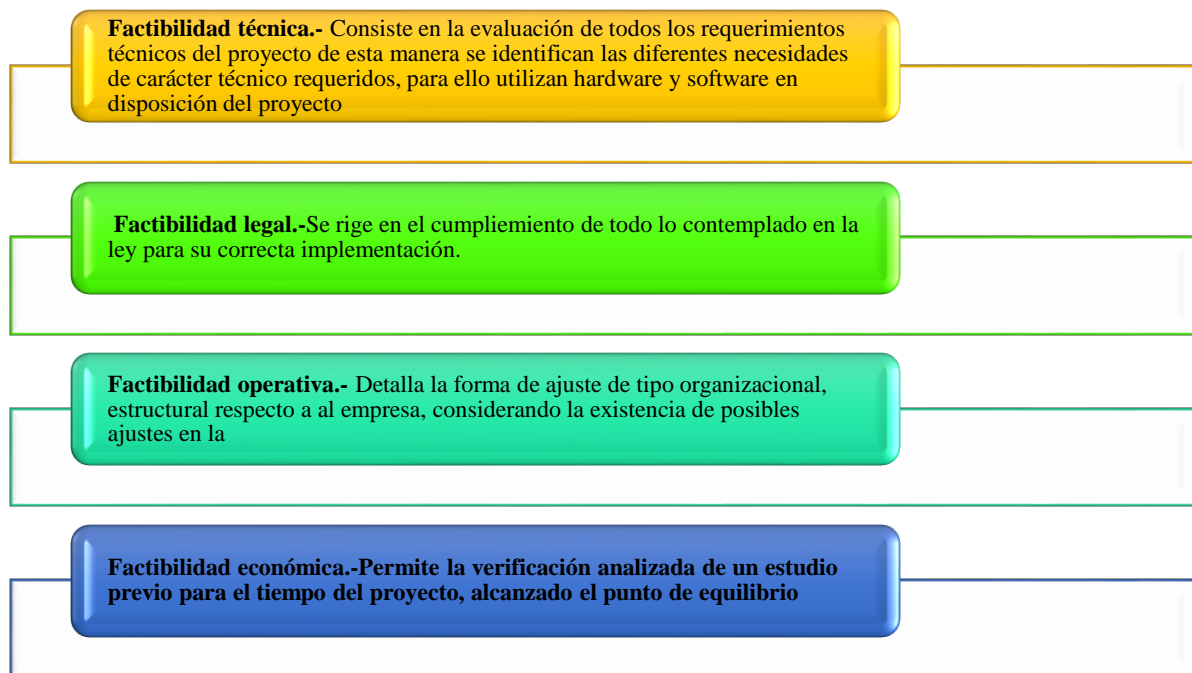 Factibilidad técnica.- Consiste en la evaluación de todos los requerimientos
técnicos del proyecto de esta manera se identifican las diferentes necesidades
de carácter técnico requeridos, para ello utilizan hardware y software en
disposición del proyecto
Factibilidad legal.-Se rige en el cumpliemiento de todo lo contemplado en la
ley para su correcta implementación.
Factibilidad operativa.- Detalla la forma de ajuste de tipo organizacional,
estructural respecto a al empresa, considerando la existencia de posibles
ajustes en la
Factibilidad económica.-Permite la verificación analizada de un estudio
previo para el tiempo del proyecto, alcanzado el punto de equilibrio